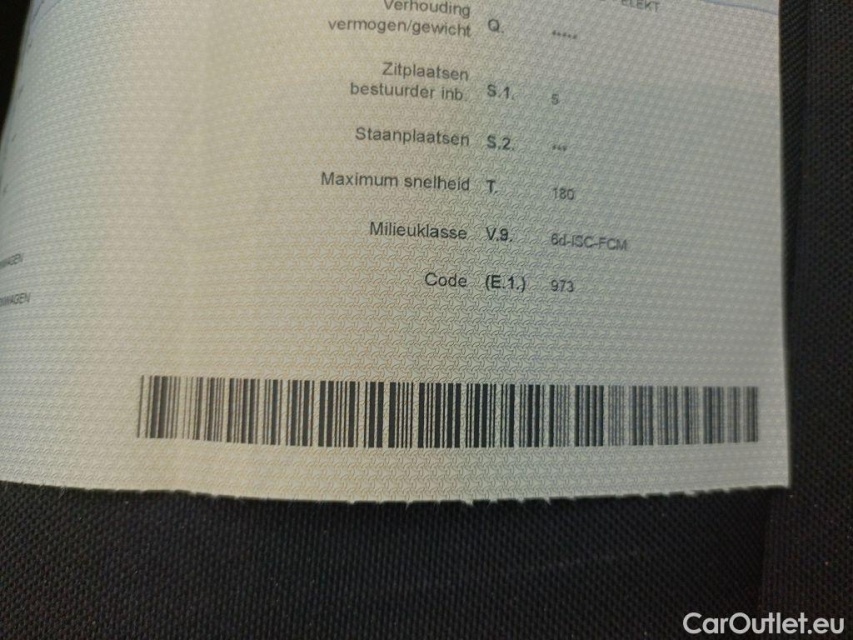 ELEKT
Verhouding
vermogen/gewicht Q. *****
Zitplaatsen
bestuurder inb. S.1. 5
Staanplaatsen S.2. ***
Maximum snelheid T. 180
Milieuklasse V.9. 6d-ISC-FCM
Code (E.1.) 973
CarOutlet.eu